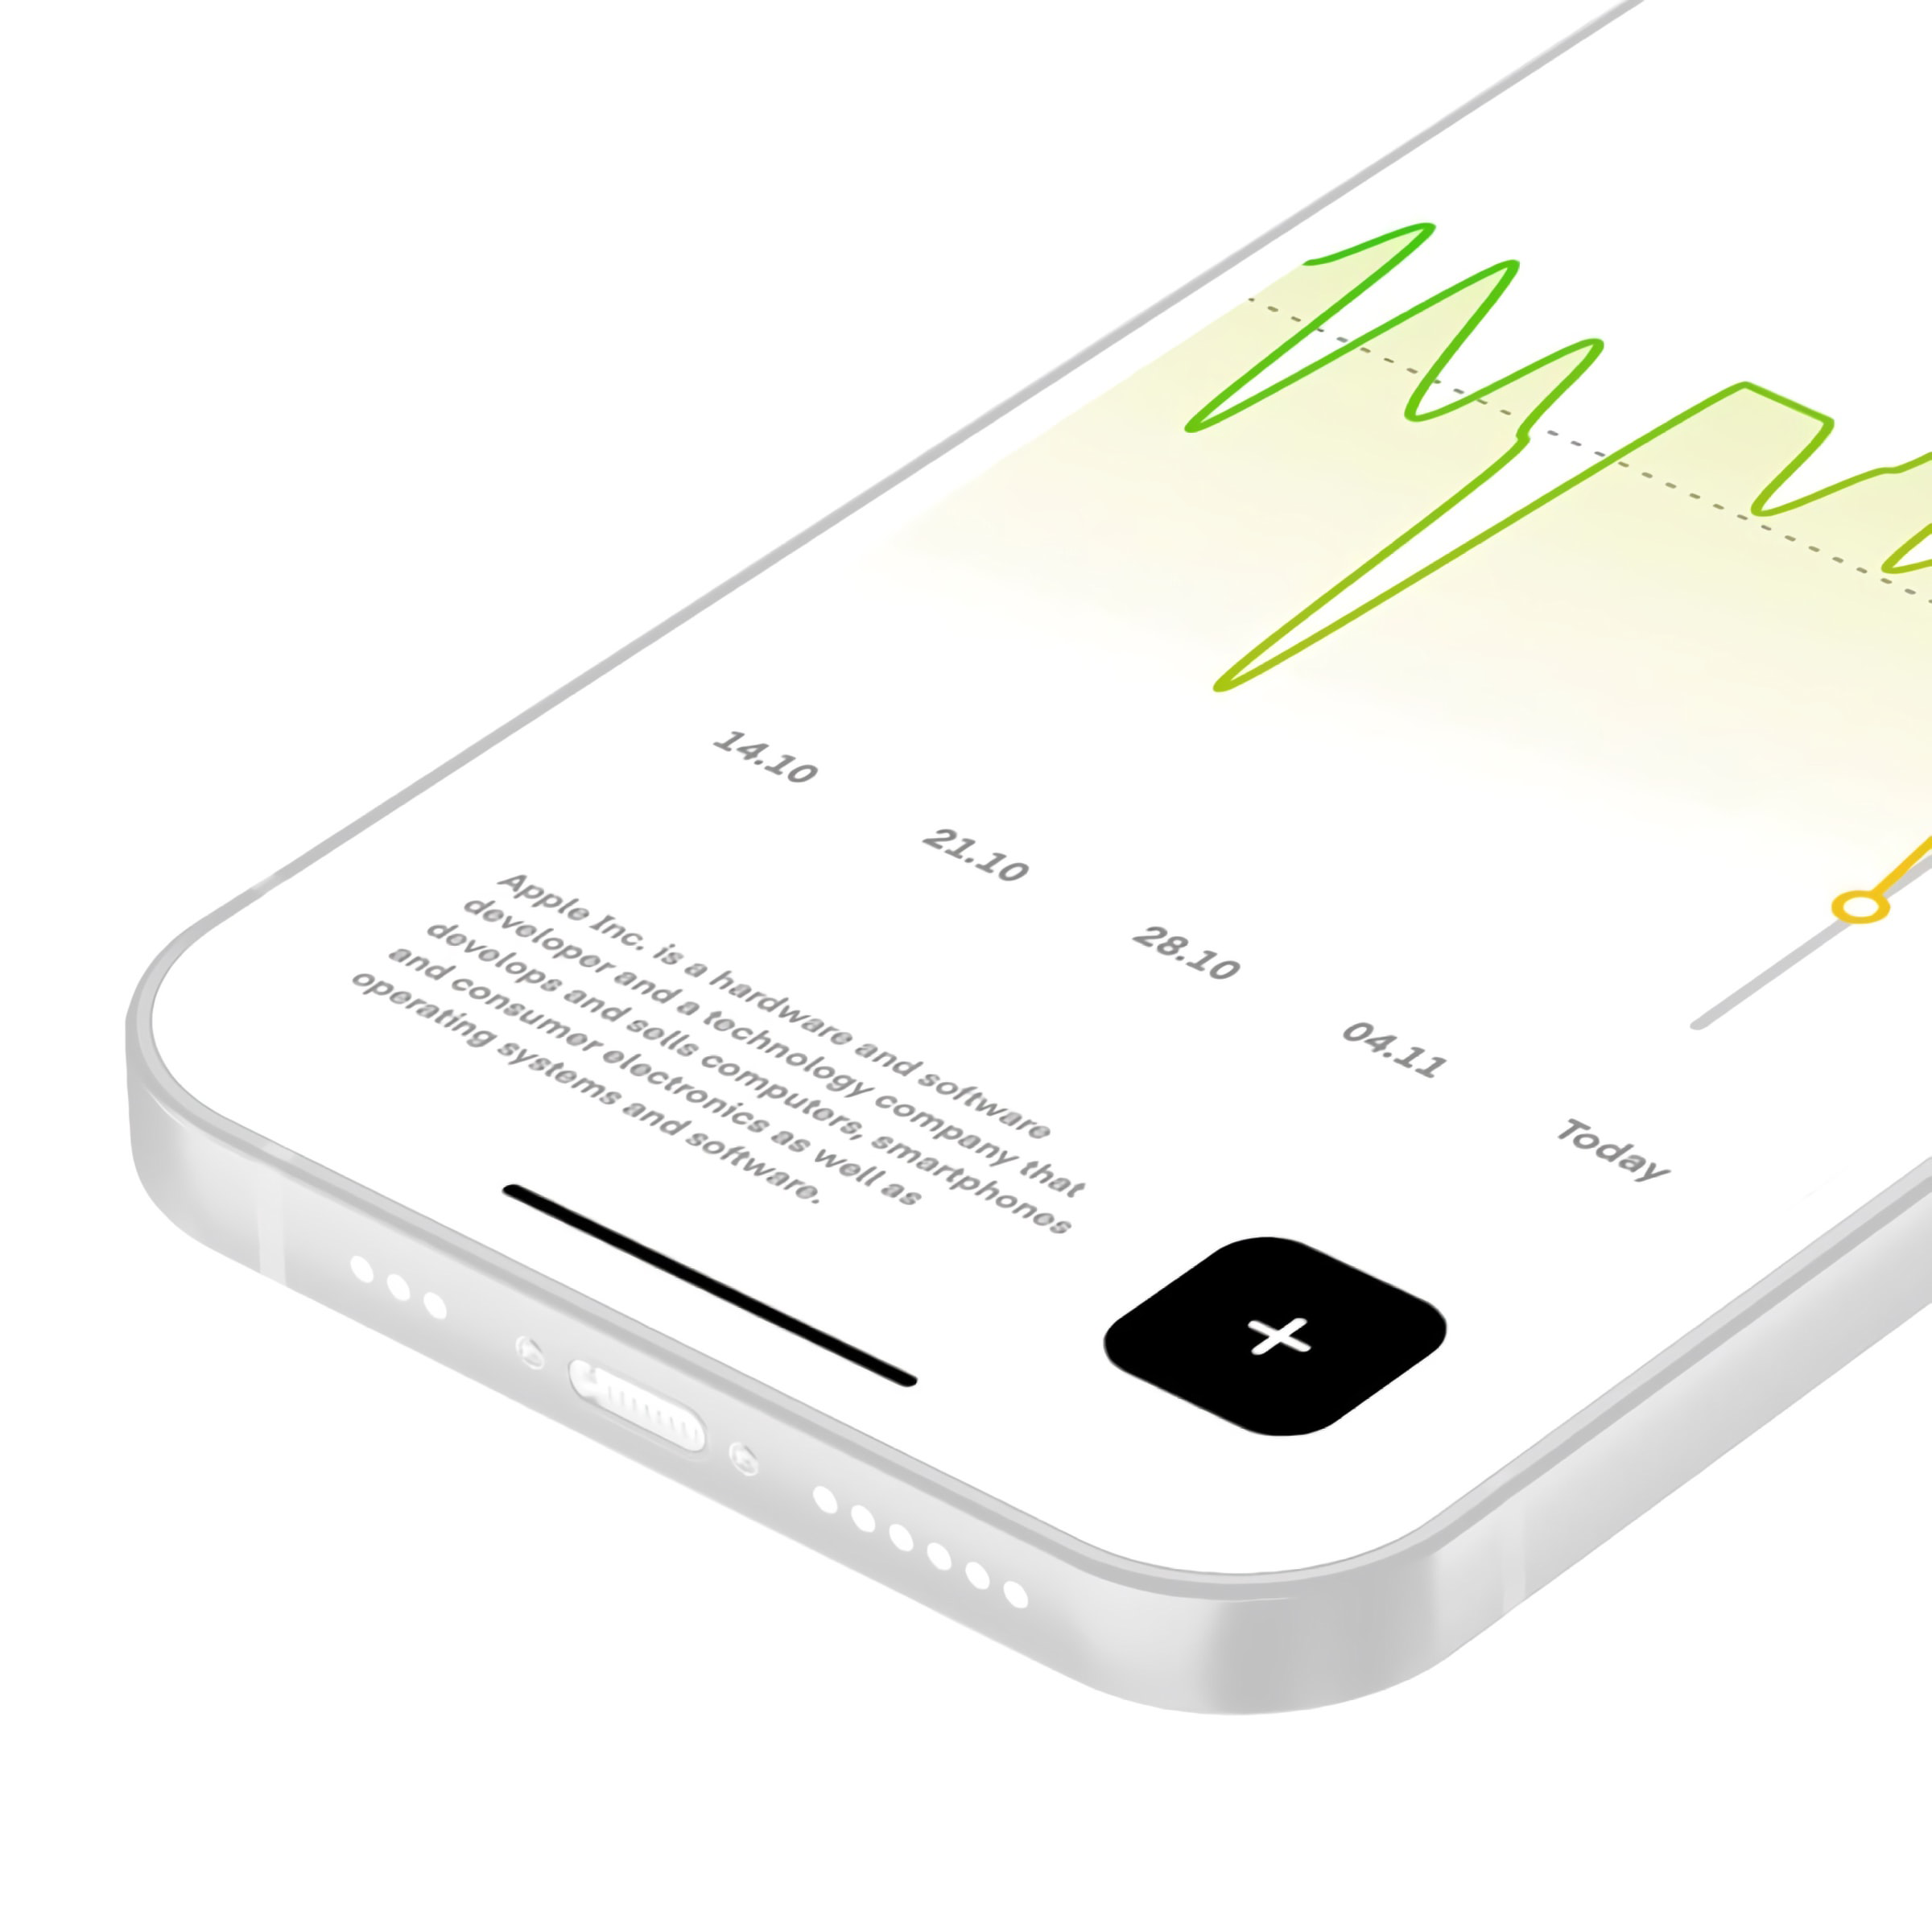 14.10
21.10
28.10
04.11
Today
Apple Inc. is a hardware and software
developer and a technology company that
develops and sells computers, smartphones
and consumer electronics as well as
operating systems and software.